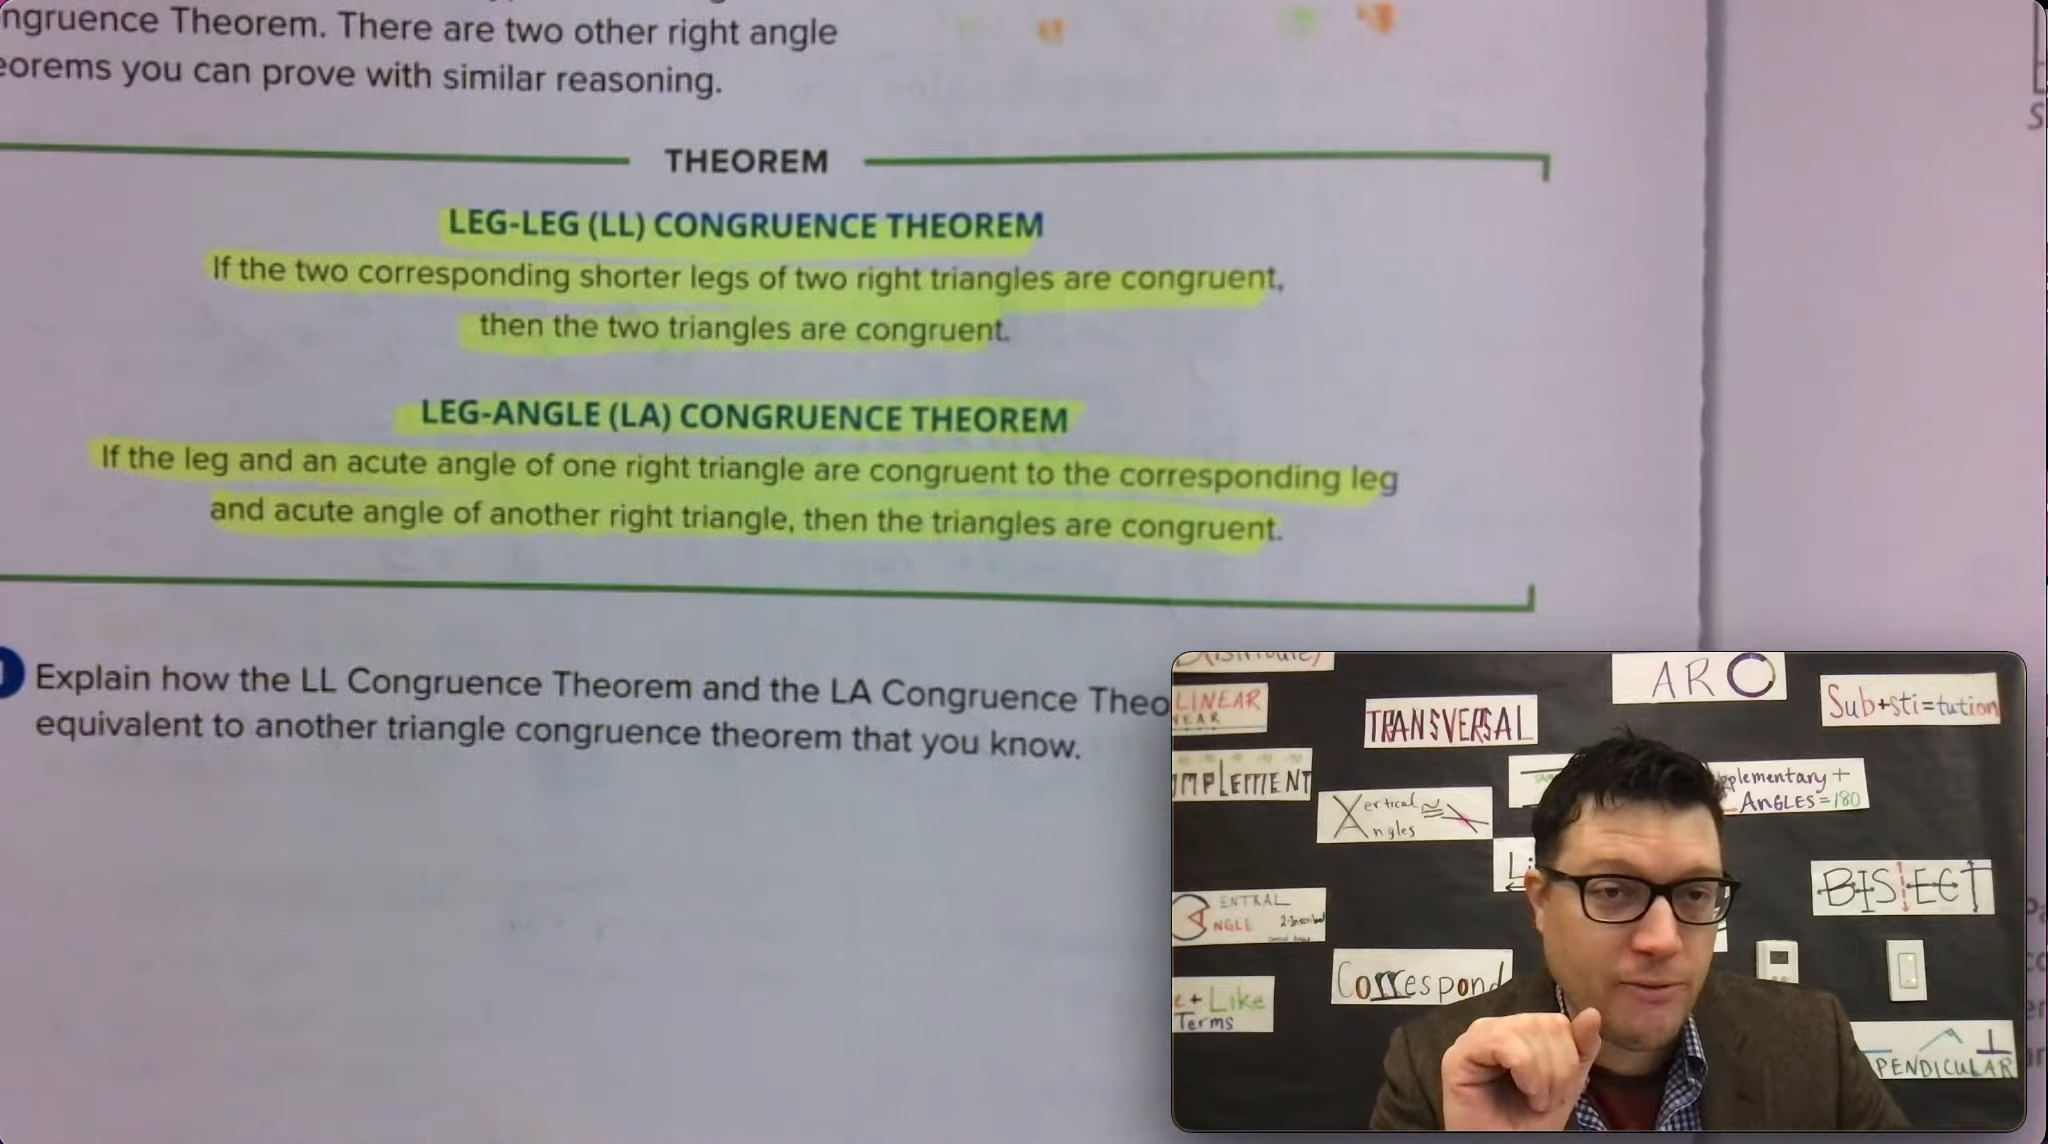 ngruence Theorem. There are two other right angle
eorems you can prove with similar reasoning.
THEOREM
LEG-LEG (LL) CONGRUENCE THEOREM
If the two corresponding shorter legs of two right triangles are congruent,
then the two triangles are congruent.
LEG-ANGLE (LA) CONGRUENCE THEOREM
If the leg and an acute angle of one right triangle are congruent to the corresponding leg
and acute angle of another right triangle, then the triangles are congruent.
Explain how the LL Congruence Theorem and the LA Congruence Theo
equivalent to another triangle congruence theorem that you know.
S
LINEAR
NEAR
TRANSVERSAL
ARC
Sub+sti=tution
MPLEMENT
Vertical
Angles ≅
pplementary +
ANGLES=180
Li
BISECT
ENTRAL
NGLE
Correspond
e + Like
Terms
PENDICULAR